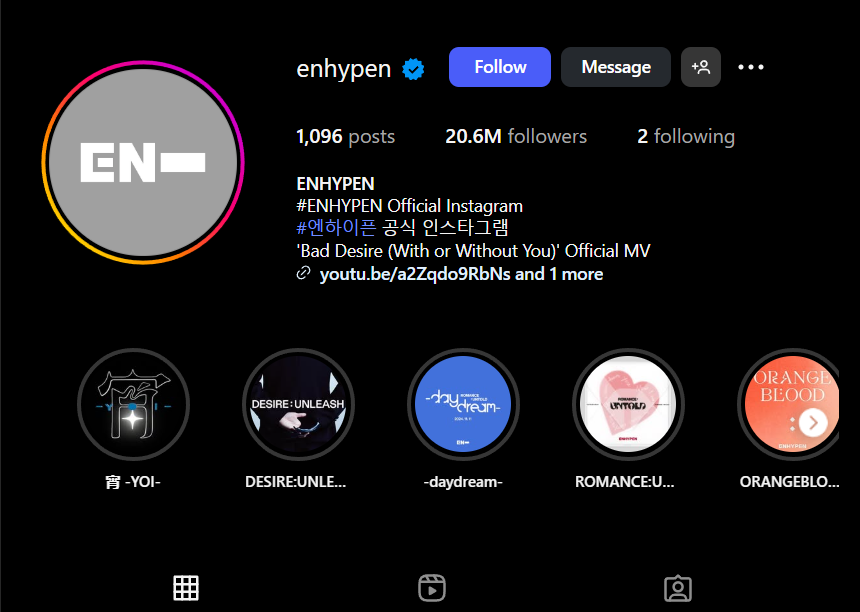 EN-
enhypen
Follow
Message
1,096 posts
20.6M followers
2 following
ENHYPEN
#ENHYPEN Official Instagram
#엔하이픈 공식 인스타그램
'Bad Desire (With or Without You)' Official MV
youtu.be/a2Zqdo9RbNs and 1 more
宵
DESIRE : UNLEASH
-daydream-
ROMANCE : UNTOLD
EN-
ROMANCE :
UNTOLD
ENHYPEN
ORANGE
BLOOD
ENHYPEN
宵 -YOI-
DESIRE:UNLE...
-daydream-
ROMANCE:U...
ORANGEBLO...